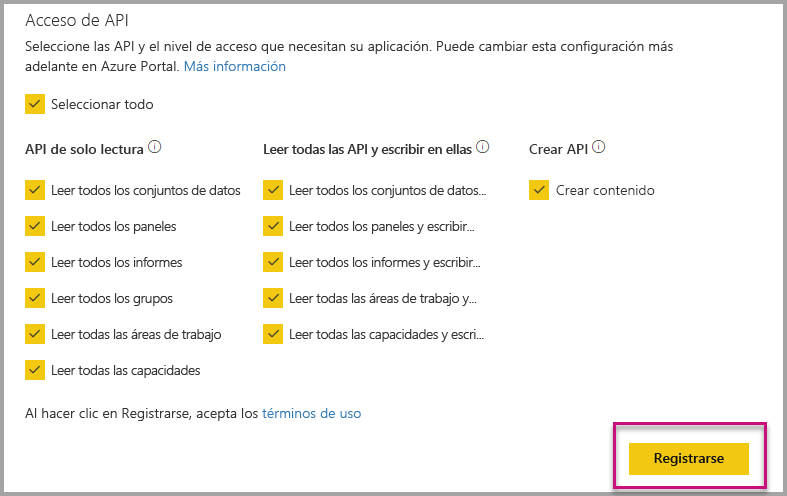 Acceso de API
Seleccione las API y el nivel de acceso que necesitan su aplicación. Puede cambiar esta configuración más
adelante en Azure Portal. Más información
Seleccionar todo
API de solo lectura
Leer todos los conjuntos de datos
Leer todos los paneles
Leer todos los informes
Leer todos los grupos
Leer todas las áreas de trabajo
Leer todas las capacidades
Leer todas las API y escribir en ellas
Leer todos los conjuntos de datos...
Leer todos los paneles y escribir...
Leer todos los informes y escribir...
Leer todas las áreas de trabajo y...
Leer todas las capacidades y escri...
Crear API
Crear contenido
Al hacer clic en Registrarse, acepta los términos de uso
Registrarse